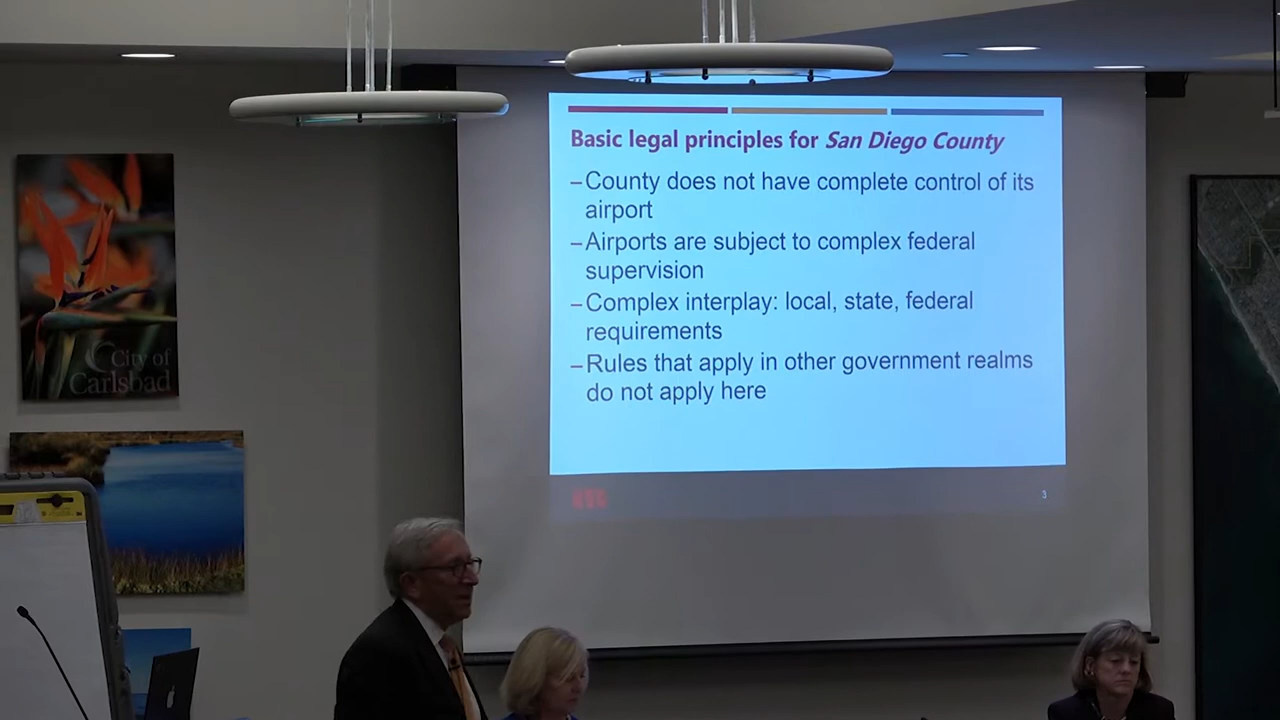 Basic legal principles for San Diego County
–County does not have complete control of its
airport
–Airports are subject to complex federal
supervision
–Complex interplay: local, state, federal
requirements
–Rules that apply in other government realms
do not apply here
3
City of
Carlsbad